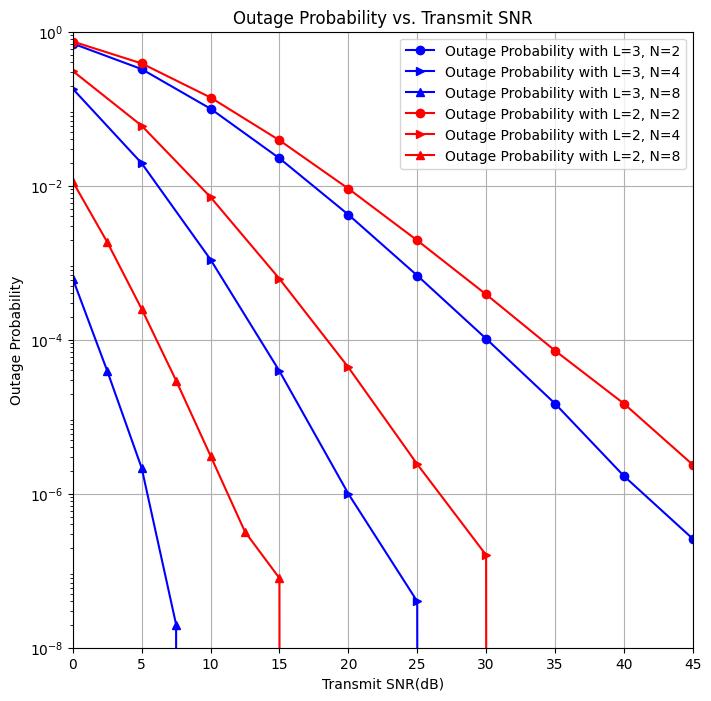 Outage Probability vs. Transmit SNR
Outage Probability with L=3, N=2
Outage Probability with L=3, N=4
Outage Probability with L=3, N=8
Outage Probability with L=2, N=2
Outage Probability with L=2, N=4
Outage Probability with L=2, N=8
Outage Probability
10⁰
10⁻²
10⁻⁴
10⁻⁶
10⁻⁸
0 5 10 15 20 25 30 35 40 45
Transmit SNR(dB)